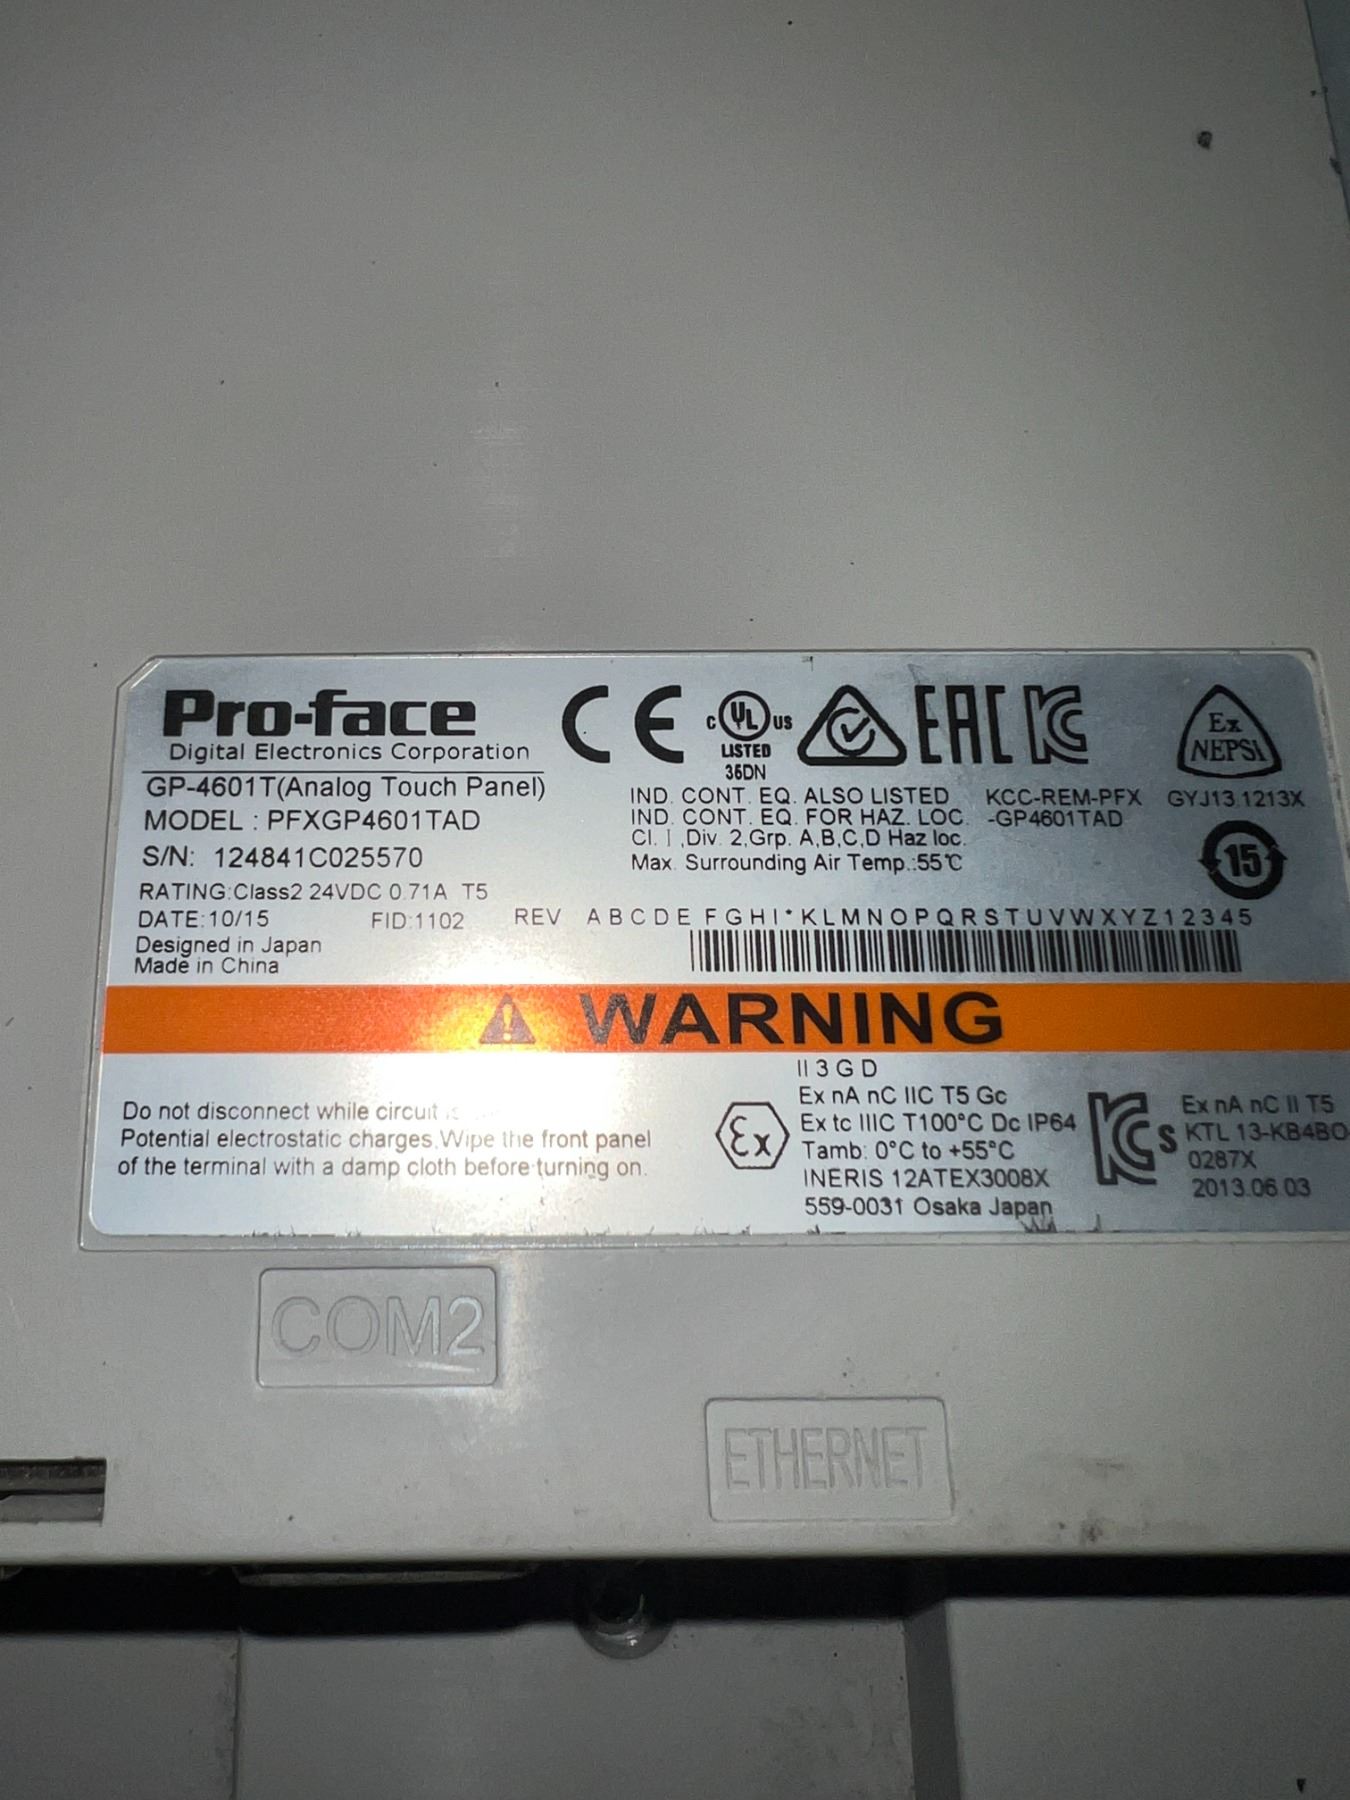 Pro-face
Digital Electronics Corporation
GP-4601T(Analog Touch Panel)
MODEL : PFXGP4601TAD
S/N: 124841C025570
RATING:Class2 24VDC 0.71A T5
DATE:10/15 FID:1102
Designed in Japan
Made in China
CE
C UL US
LISTED
36DN
EAC
KC
Ex
NEPSI
IND. CONT. EQ. ALSO LISTED
IND. CONT. EQ. FOR HAZ. LOC.
Cl. I ,Div. 2,Grp. A,B,C,D Haz loc.
Max. Surrounding Air Temp.:55℃
KCC-REM-PFX
-GP4601TAD
GYJ13.1213X
15
REV A B C D E F G H I * K L M N O P Q R S T U V W X Y Z 1 2 3 4 5
WARNING
Do not disconnect while circuit
Potential electrostatic charges,Wipe the front panel
of the terminal with a damp cloth before turning on.
Ex
II 3 G D
Ex nA nC IIC T5 Gc
Ex tc IIIC T100°C Dc IP64
Tamb: 0°C to +55°C
INERIS 12ATEX3008X
559-0031 Osaka Japan
KCs
Ex nA nC II T5
KTL 13-KB4BO-
0287X
2013.06.03
COM2
ETHERNET